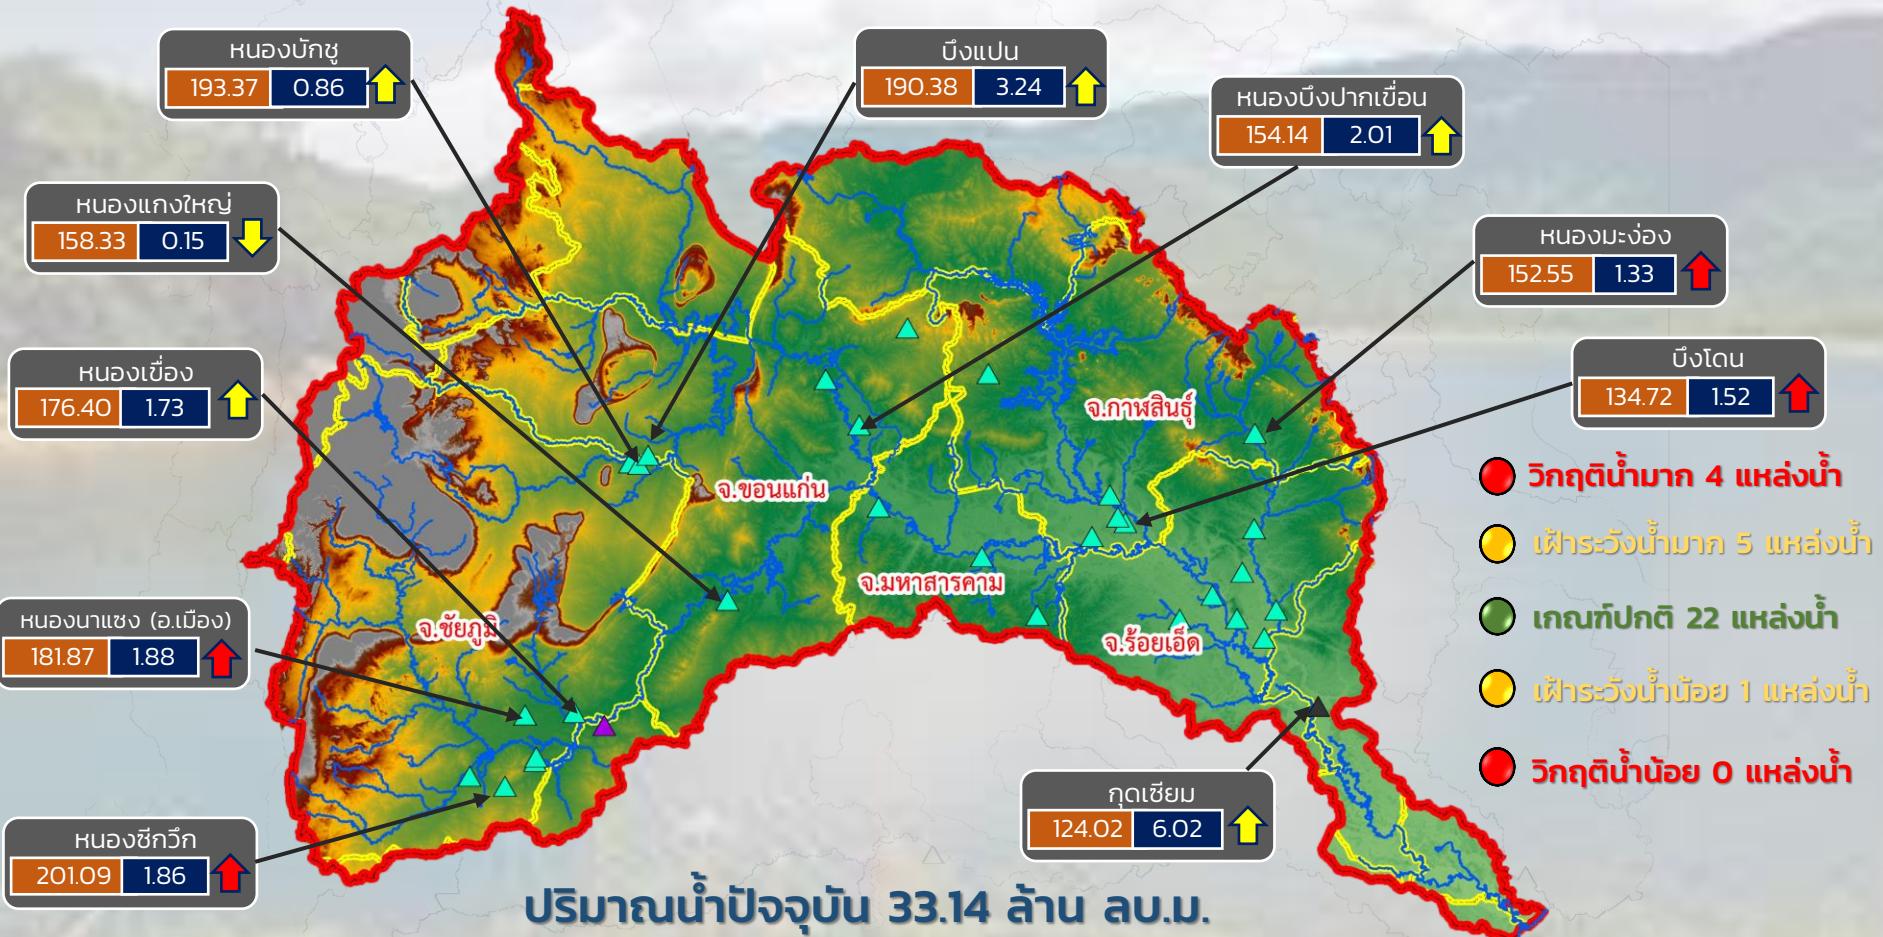 หนองบักชู
193.37 0.86
บึงแปน
190.38 3.24
หนองบึงปากเขื่อน
154.14 2.01
หนองแกงใหญ่
158.33 0.15
หนองมะง่อง
152.55 1.33
หนองเขื่อง
176.40 1.73
บึงโดน
134.72 1.52
จ.กาฬสินธุ์
จ.ขอนแก่น
จ.มหาสารคาม
จ.ชัยภูมิ
จ.ร้อยเอ็ด
วิกฤติน้ำมาก 4 แหล่งน้ำ
เฝ้าระวังน้ำมาก 5 แหล่งน้ำ
เกณฑ์ปกติ 22 แหล่งน้ำ
เฝ้าระวังน้ำน้อย 1 แหล่งน้ำ
วิกฤติน้ำน้อย 0 แหล่งน้ำ
หนองนาแซง (อ.เมือง)
181.87 1.88
หนองซีกวึก
201.09 1.86
กุดเซียม
124.02 6.02
ปริมาณน้ำปัจจุบัน 33.14 ล้าน ลบ.ม.